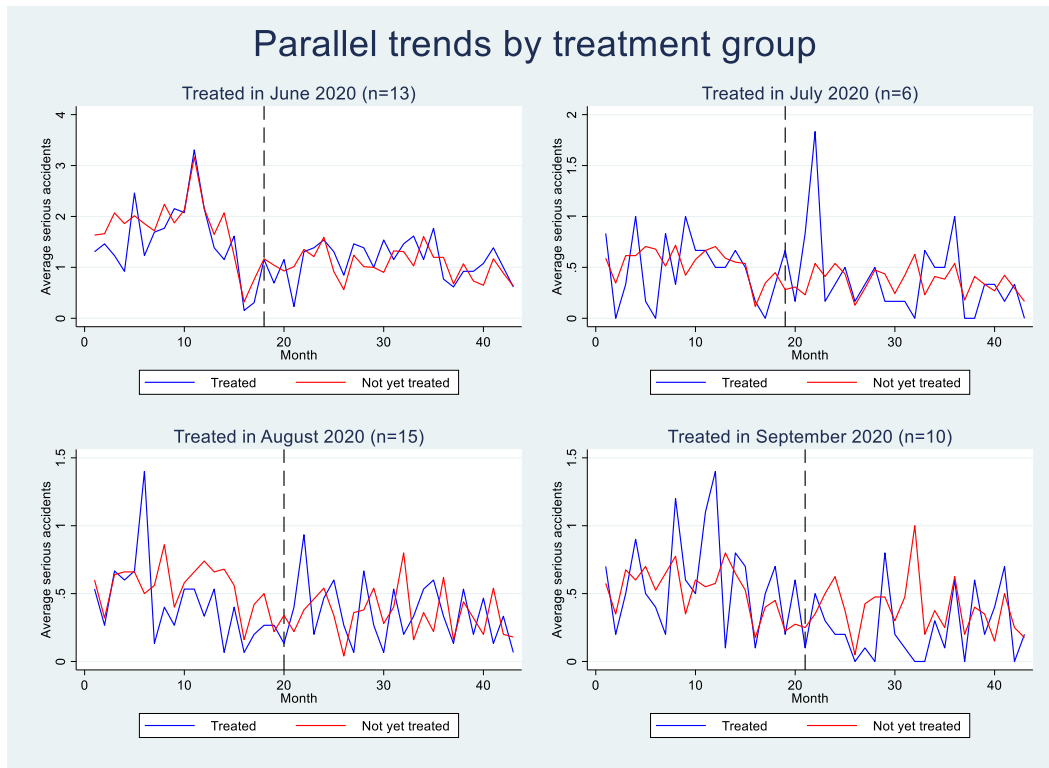 Parallel trends by treatment group
Treated in June 2020 (n=13)
Average serious accidents
4
3
2
1
0
0 10 20 30 40
Month
Treated Not yet treated
Treated in July 2020 (n=6)
Average serious accidents
2
1.5
1
.5
0
0 10 20 30 40
Month
Treated Not yet treated
Treated in August 2020 (n=15)
Average serious accidents
1.5
1
.5
0
0 10 20 30 40
Month
Treated Not yet treated
Treated in September 2020 (n=10)
Average serious accidents
1.5
1
.5
0
0 10 20 30 40
Month
Treated Not yet treated